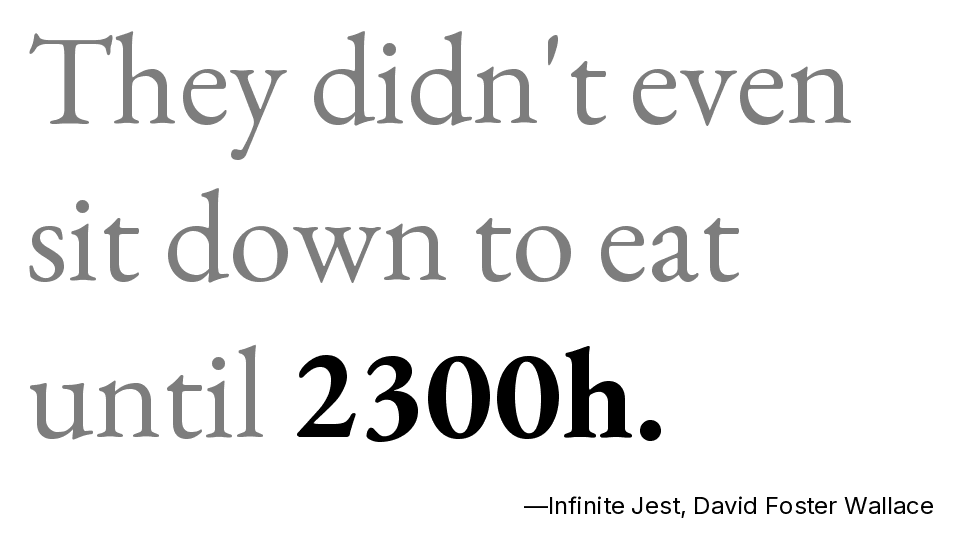 They didn't even
sit down to eat
until 2300h.
—Infinite Jest, David Foster Wallace